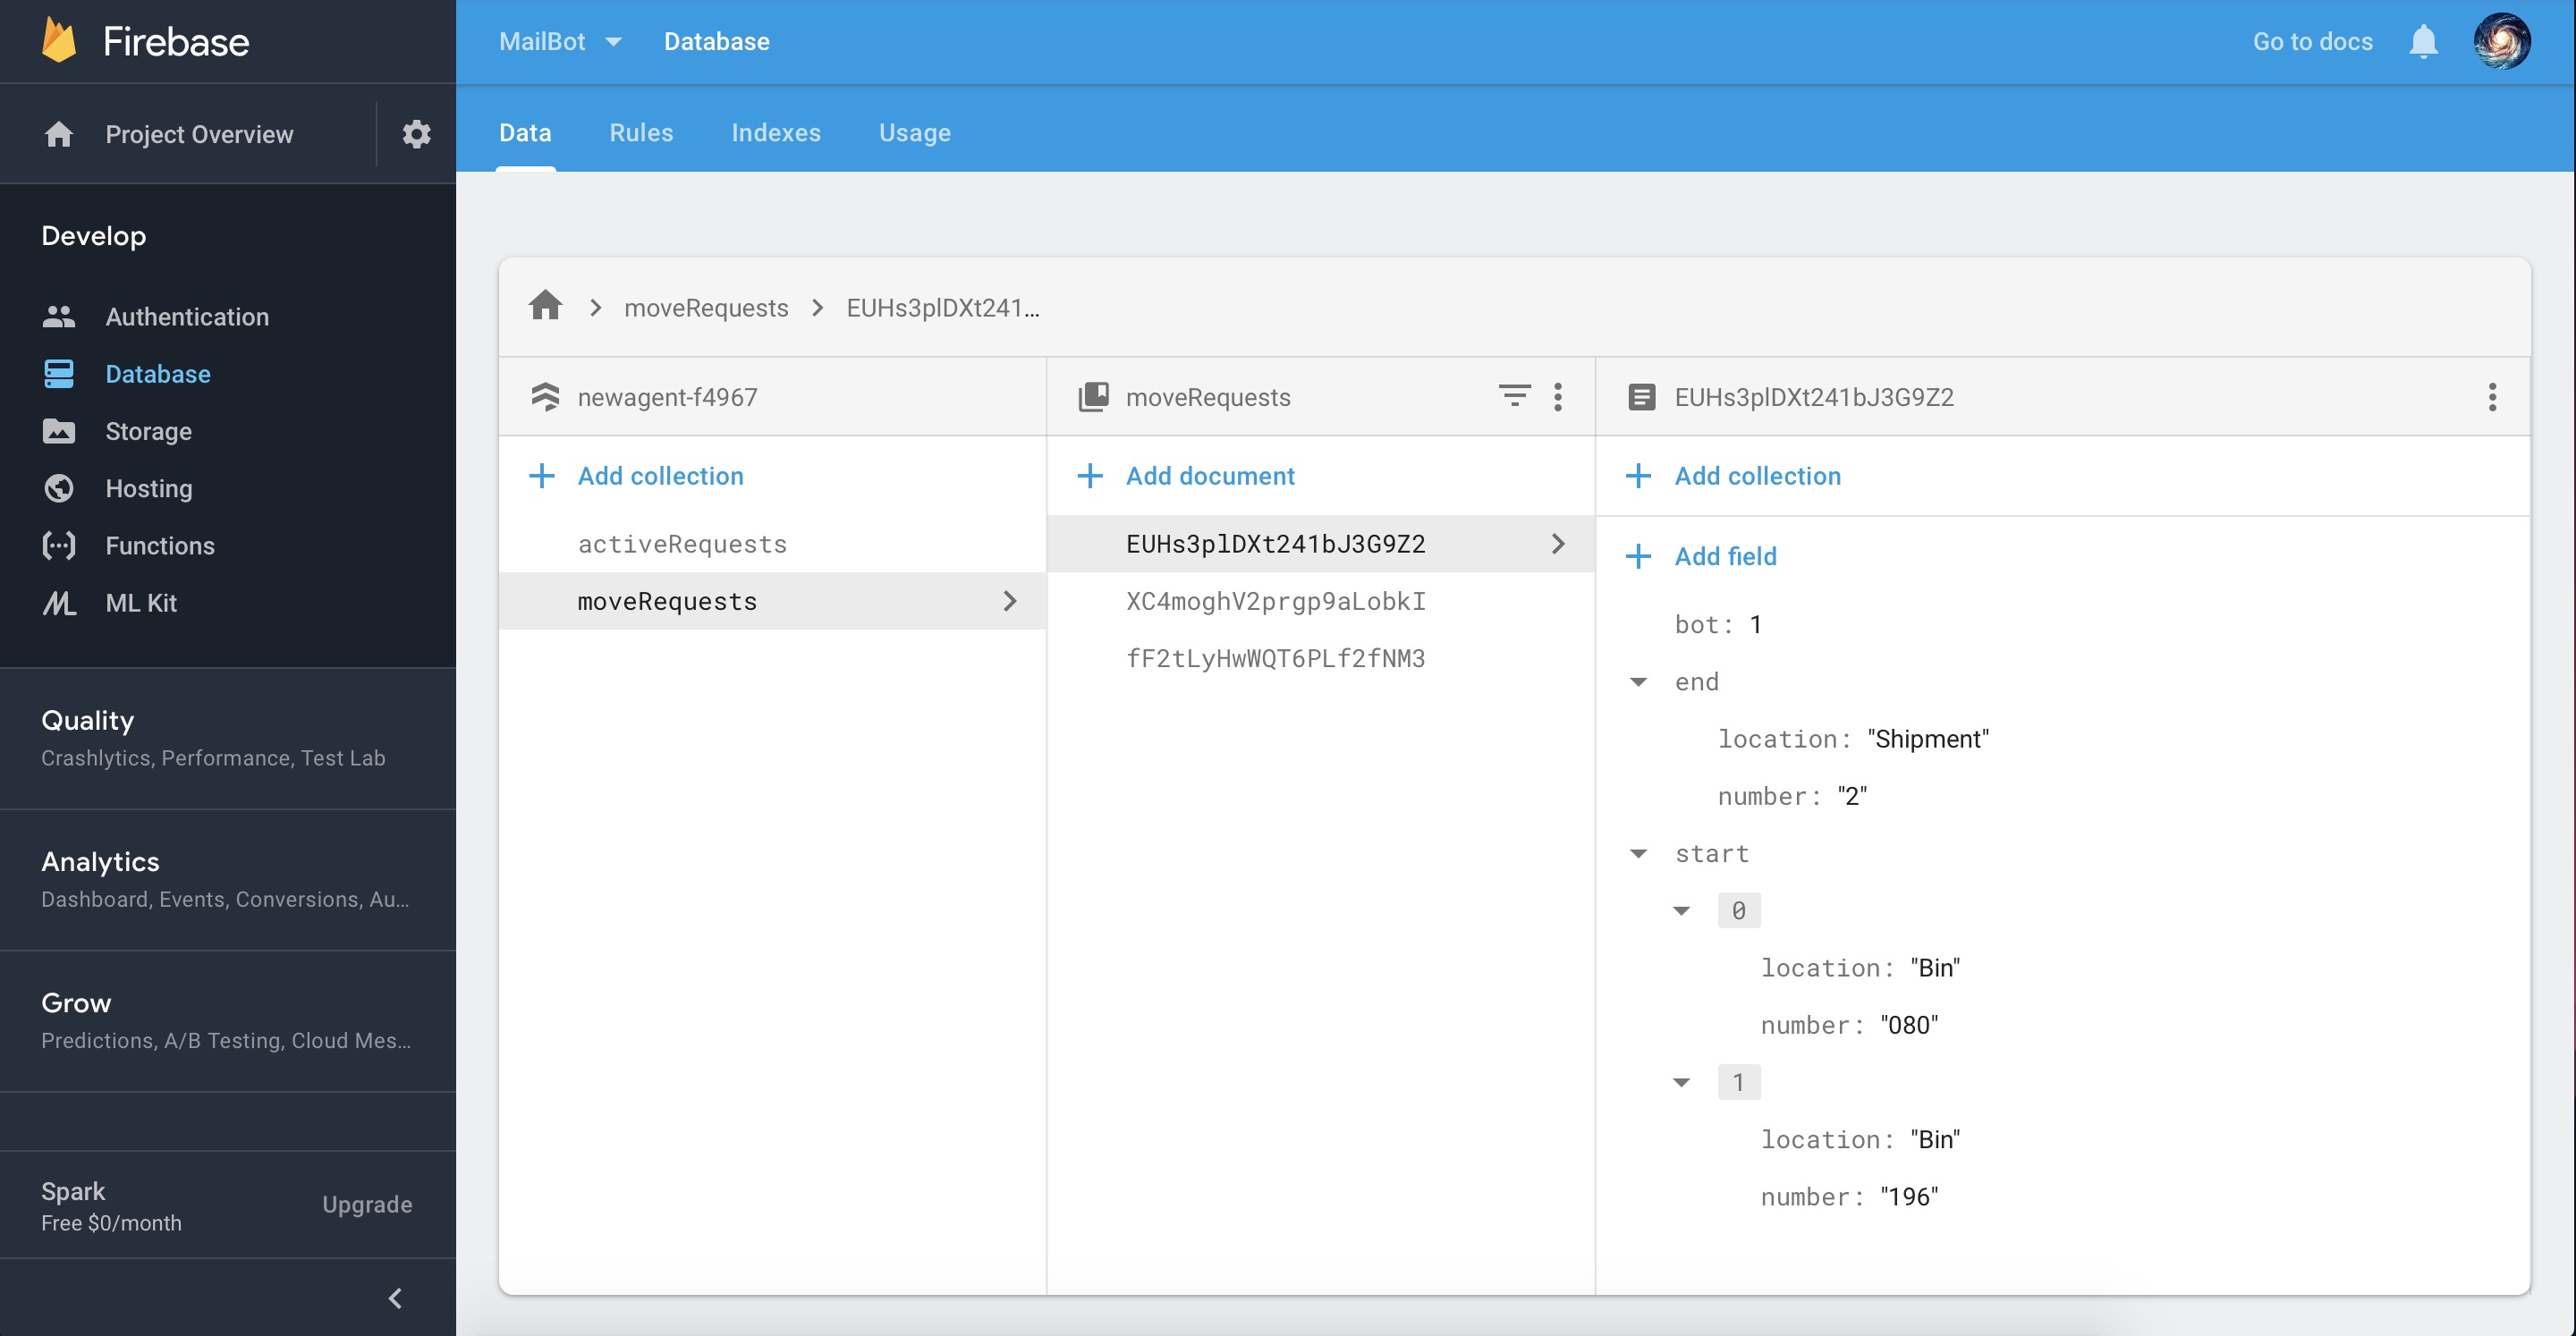 Firebase
MailBot Database Go to docs
Project Overview
Data Rules Indexes Usage
Develop
Authentication
Database
Storage
Hosting
Functions
ML Kit
Quality
Crashlytics, Performance, Test Lab
Analytics
Dashboard, Events, Conversions, Au...
Grow
Predictions, A/B Testing, Cloud Mes...
Spark
Free $0/month
Upgrade
moveRequests EUHs3plDXt241...
newagent-f4967
Add collection
activeRequests
moveRequests
moveRequests
Add document
EUHs3plDXt241bJ3G9Z2
XC4moghV2prgp9aLobkI
fF2tLyHwWQT6PLf2fNM3
EUHs3plDXt241bJ3G9Z2
Add collection
Add field
bot: 1
end
location: "Shipment"
number: "2"
start
0
location: "Bin"
number: "080"
1
location: "Bin"
number: "196"